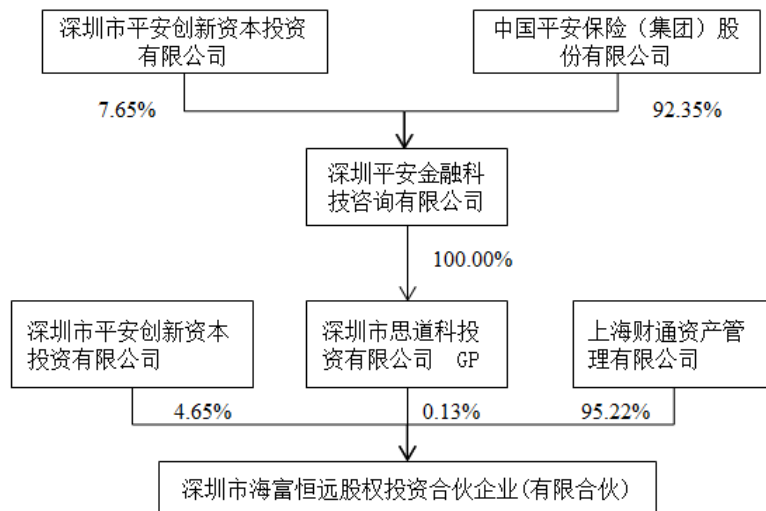 深圳市平安创新资本投资
有限公司
中国平安保险（集团）股
份有限公司
7.65%
92.35%
深圳平安金融科
技咨询有限公司
100.00%
深圳市平安创新资本
投资有限公司
深圳市思道科投
资有限公司 GP
上海财通资产管
理有限公司
4.65%
0.13%
95.22%
深圳市海富恒远股权投资合伙企业(有限合伙)